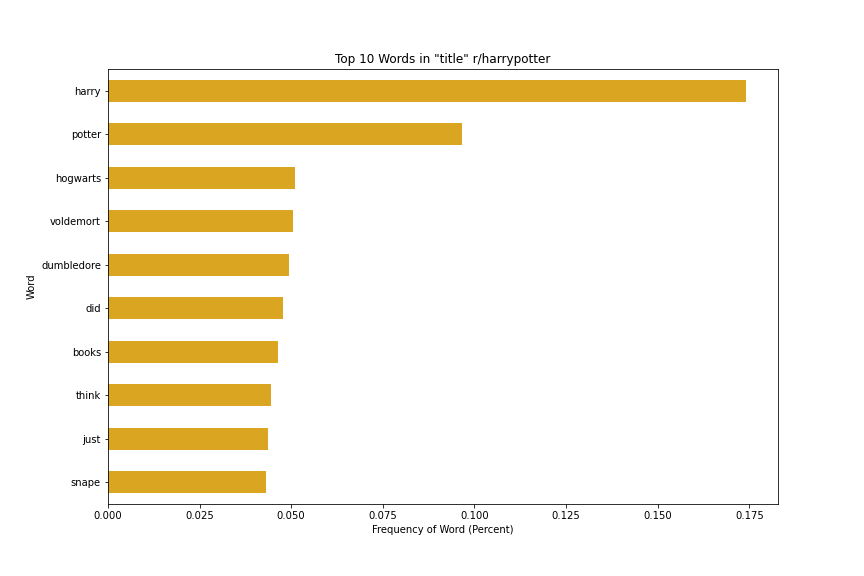 Top 10 Words in "title" r/harrypotter
harry
potter
hogwarts
voldemort
dumbledore
did
books
think
just
snape
Word
0.000 0.025 0.050 0.075 0.100 0.125 0.150 0.175
Frequency of Word (Percent)